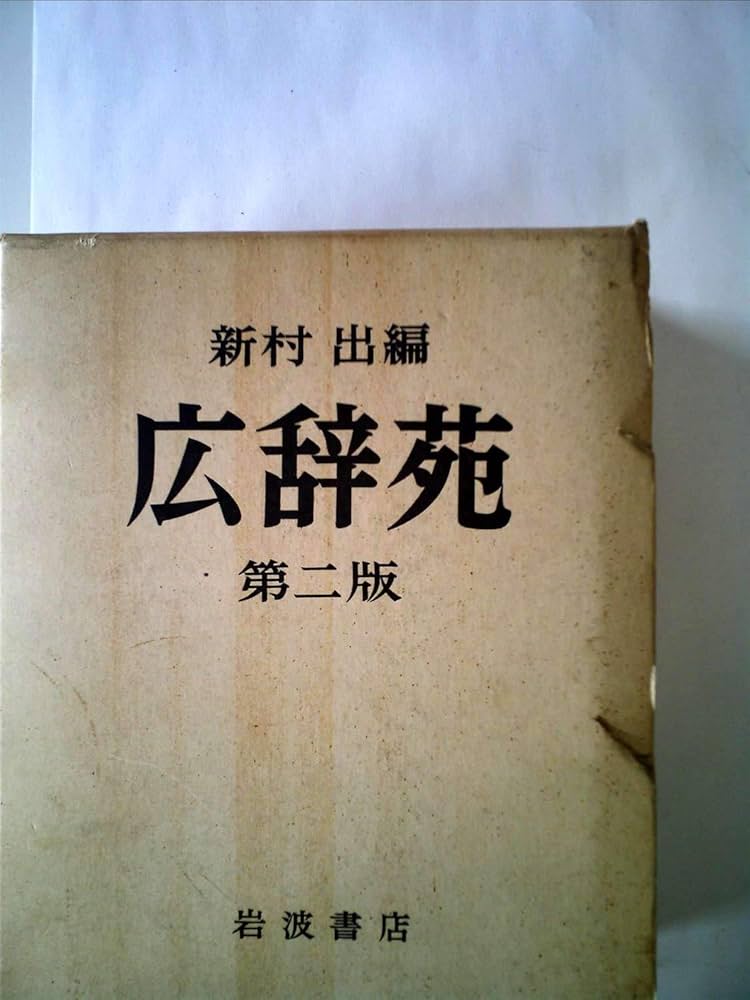 新村 出編
広辞苑
第二版
岩波書店